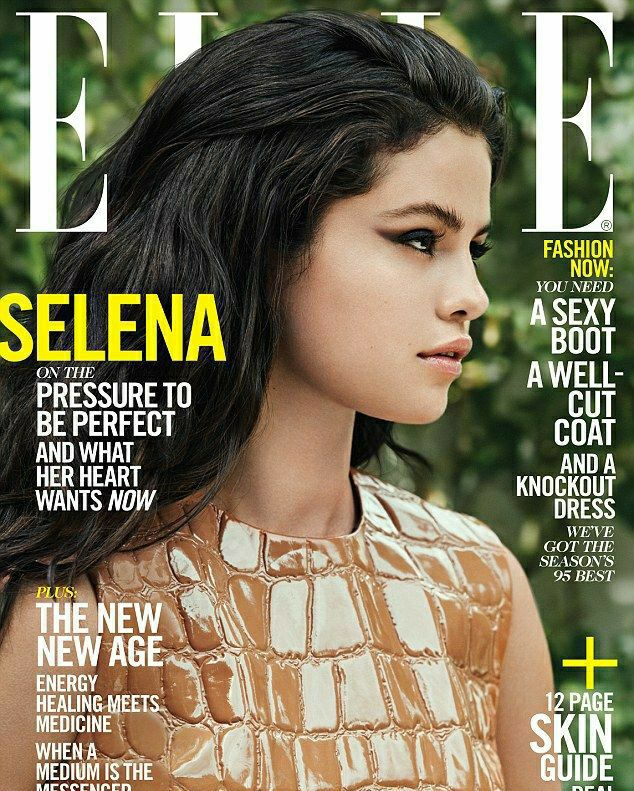 ELLE
®
SELENA
ON THE
PRESSURE TO
BE PERFECT
AND WHAT
HER HEART
WANTS NOW
PLUS:
THE NEW
NEW AGE
ENERGY
HEALING MEETS
MEDICINE
WHEN A
MEDIUM IS THE
MESSENGER
FASHION
NOW:
YOU NEED
A SEXY
BOOT
A WELL-
CUT
COAT
AND A
KNOCKOUT
DRESS
WE'VE
GOT THE
SEASON'S
95 BEST
+
12 PAGE
SKIN
GUIDE
REAL